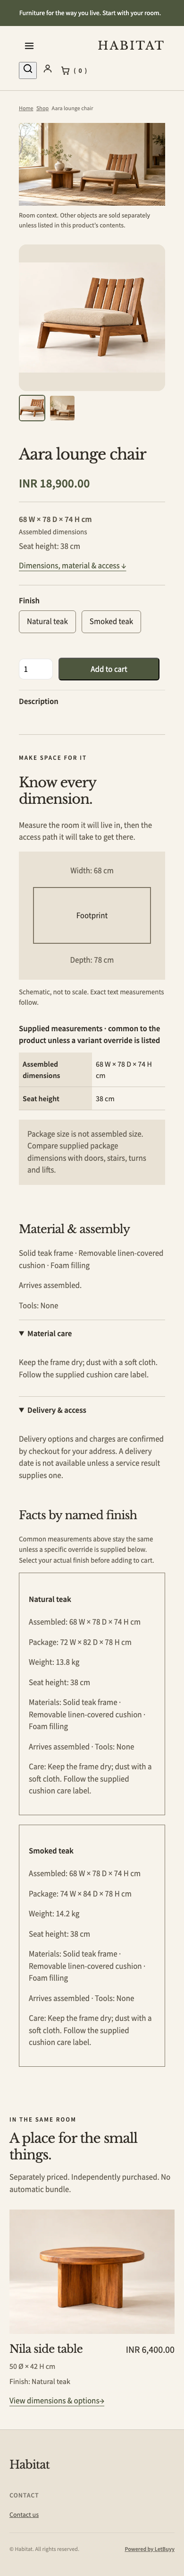 Furniture for the way you live. Start with your room.
HABITAT
( 0 )
Home Shop Aara lounge chair
Room context. Other objects are sold separately
unless listed in this product's contents.
Aara lounge chair
INR 18,900.00
68 W × 78 D × 74 H cm
Assembled dimensions
Seat height: 38 cm
Dimensions, material & access ↓
Finish
Natural teak
Smoked teak
1
Add to cart
Description
MAKE SPACE FOR IT
Know every
dimension.
Measure the room it will live in, then the
access path it will take to get there.
Width: 68 cm
Footprint
Depth: 78 cm
Schematic, not to scale. Exact text measurements
follow.
Supplied measurements · common to the
product unless a variant override is listed
Assembled
dimensions
68 W × 78 D × 74 H
cm
Seat height
38 cm
Package size is not assembled size.
Compare supplied package
dimensions with doors, stairs, turns
and lifts.
Material & assembly
Solid teak frame · Removable linen-covered
cushion · Foam filling
Arrives assembled.
Tools: None
▼ Material care
Keep the frame dry; dust with a soft cloth.
Follow the supplied cushion care label.
▼ Delivery & access
Delivery options and charges are confirmed
by checkout for your address. A delivery
date is not available unless a service result
supplies one.
Facts by named finish
Common measurements above stay the same
unless a specific override is supplied below.
Select your actual finish before adding to cart.
Natural teak
Assembled: 68 W × 78 D × 74 H cm
Package: 72 W × 82 D × 78 H cm
Weight: 13.8 kg
Seat height: 38 cm
Materials: Solid teak frame ·
Removable linen-covered cushion ·
Foam filling
Arrives assembled · Tools: None
Care: Keep the frame dry; dust with a
soft cloth. Follow the supplied
cushion care label.
Smoked teak
Assembled: 68 W × 78 D × 74 H cm
Package: 74 W × 84 D × 78 H cm
Weight: 14.2 kg
Seat height: 38 cm
Materials: Solid teak frame ·
Removable linen-covered cushion ·
Foam filling
Arrives assembled · Tools: None
Care: Keep the frame dry; dust with a
soft cloth. Follow the supplied
cushion care label.
IN THE SAME ROOM
A place for the small
things.
Separately priced. Independently purchased. No
automatic bundle.
Nila side table
INR 6,400.00
50 Ø × 42 H cm
Finish: Natural teak
View dimensions & options→
Habitat
CONTACT
Contact us
© Habitat. All rights reserved.
Powered by LetBuyy